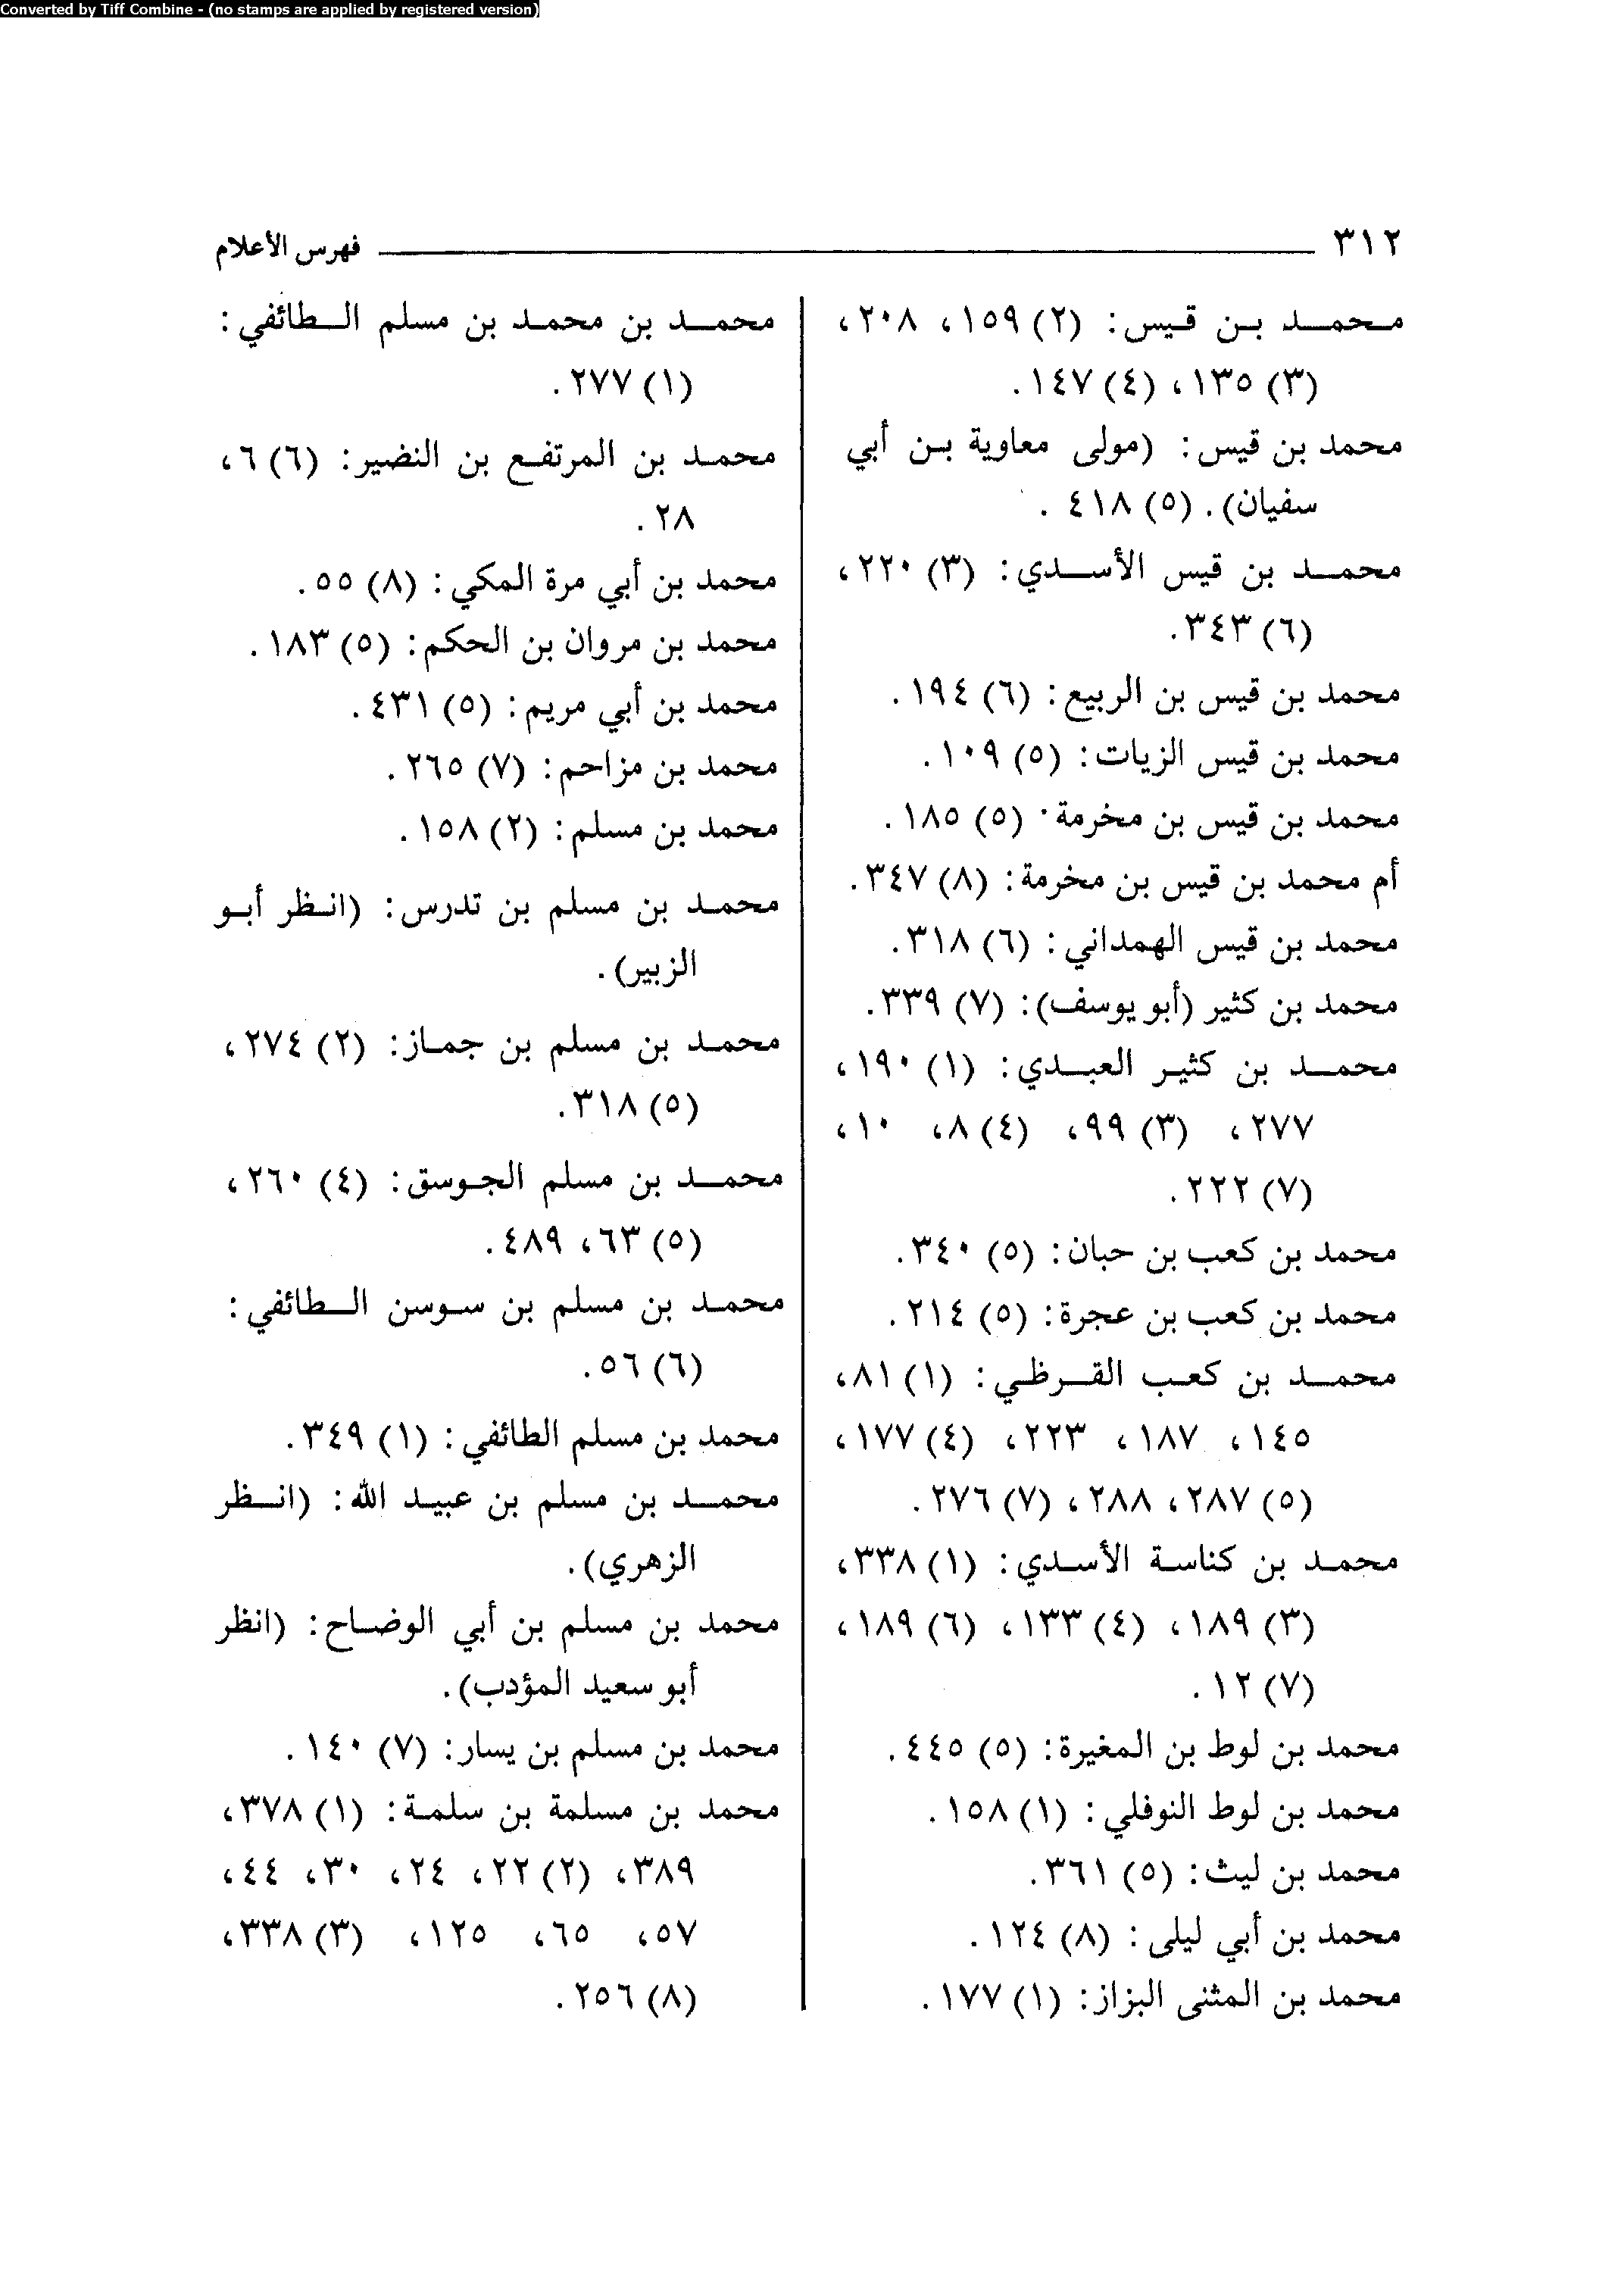 Converted by Tiff Combine - (no stamps are applied by registered version)
٣١٢ فهرس الأعلام
محمد بن قيس: (٢) ١٥٩، ٢٠٨،
(٣) ١٣٥، (٤) ١٤٧.
محمد بن قيس: (مولى معاوية بن أبي
سفيان). (٥) ٤١٨.
محمد بن قيس الأسدي: (٣) ٢٢٠،
(٦) ٣٤٣.
محمد بن قيس بن الربيع: (٦) ١٩٤.
محمد بن قيس الزيات: (٥) ١٠٩.
محمد بن قيس بن مخرمة· (٥) ١٨٥.
أم محمد بن قيس بن مخرمة: (٨) ٣٤٧.
محمد بن قيس الهمداني: (٦) ٣١٨.
محمد بن كثير (أبو يوسف): (٧) ٣٣٩.
محمد بن كثير العبدي: (١) ١٩٠،
٢٧٧، (٣) ٩٩، (٤) ٨، ١٠،
(٧) ٢٢٢.
محمد بن كعب بن حبان: (٥) ٣٤٠.
محمد بن كعب بن عجرة: (٥) ٢١٤.
محمد بن كعب القرظي: (١) ٨١،
١٤٥، ١٨٧، ٢٢٣، (٤) ١٧٧،
(٥) ٢٨٧، ٢٨٨، (٧) ٢٧٦.
محمد بن كناسة الأسدي: (١) ٣٣٨،
(٣) ١٨٩، (٤) ١٣٣، (٦) ١٨٩،
(٧) ١٢.
محمد بن لوط بن المغيرة: (٥) ٤٤٥.
محمد بن لوط النوفلي: (١) ١٥٨.
محمد بن ليث: (٥) ٣٦١.
محمد بن أبي ليلى: (٨) ١٢٤.
محمد بن المثنى البزاز: (١) ١٧٧.
محمد بن محمد بن مسلم الطائفي:
(١) ٢٧٧.
محمد بن المرتفع بن النضير: (٦) ٦،
٢٨.
محمد بن أبي مرة المكي: (٨) ٥٥.
محمد بن مروان بن الحكم: (٥) ١٨٣.
محمد بن أبي مريم: (٥) ٤٣١.
محمد بن مزاحم: (٧) ٢٦٥.
محمد بن مسلم: (٢) ١٥٨.
محمد بن مسلم بن تدرس: (انظر أبو
الزبير).
محمد بن مسلم بن جماز: (٢) ٢٧٤،
(٥) ٣١٨.
محمد بن مسلم الجوسق: (٤) ٢٦٠،
(٥) ٦٣، ٤٨٩.
محمد بن مسلم بن سوسن الطائفي:
(٦) ٥٦.
محمد بن مسلم الطائفي: (١) ٣٤٩.
محمد بن مسلم بن عبيد الله: (انظر
الزهري).
محمد بن مسلم بن أبي الوضاح: (انظر
أبو سعيد المؤدب).
محمد بن مسلم بن يسار: (٧) ١٤٠.
محمد بن مسلمة بن سلمة: (١) ٣٧٨،
٣٨٩، (٢) ٢٢، ٢٤، ٣٠، ٤٤،
٥٧، ٦٥، ١٢٥، (٣) ٣٣٨،
(٨) ٢٥٦.